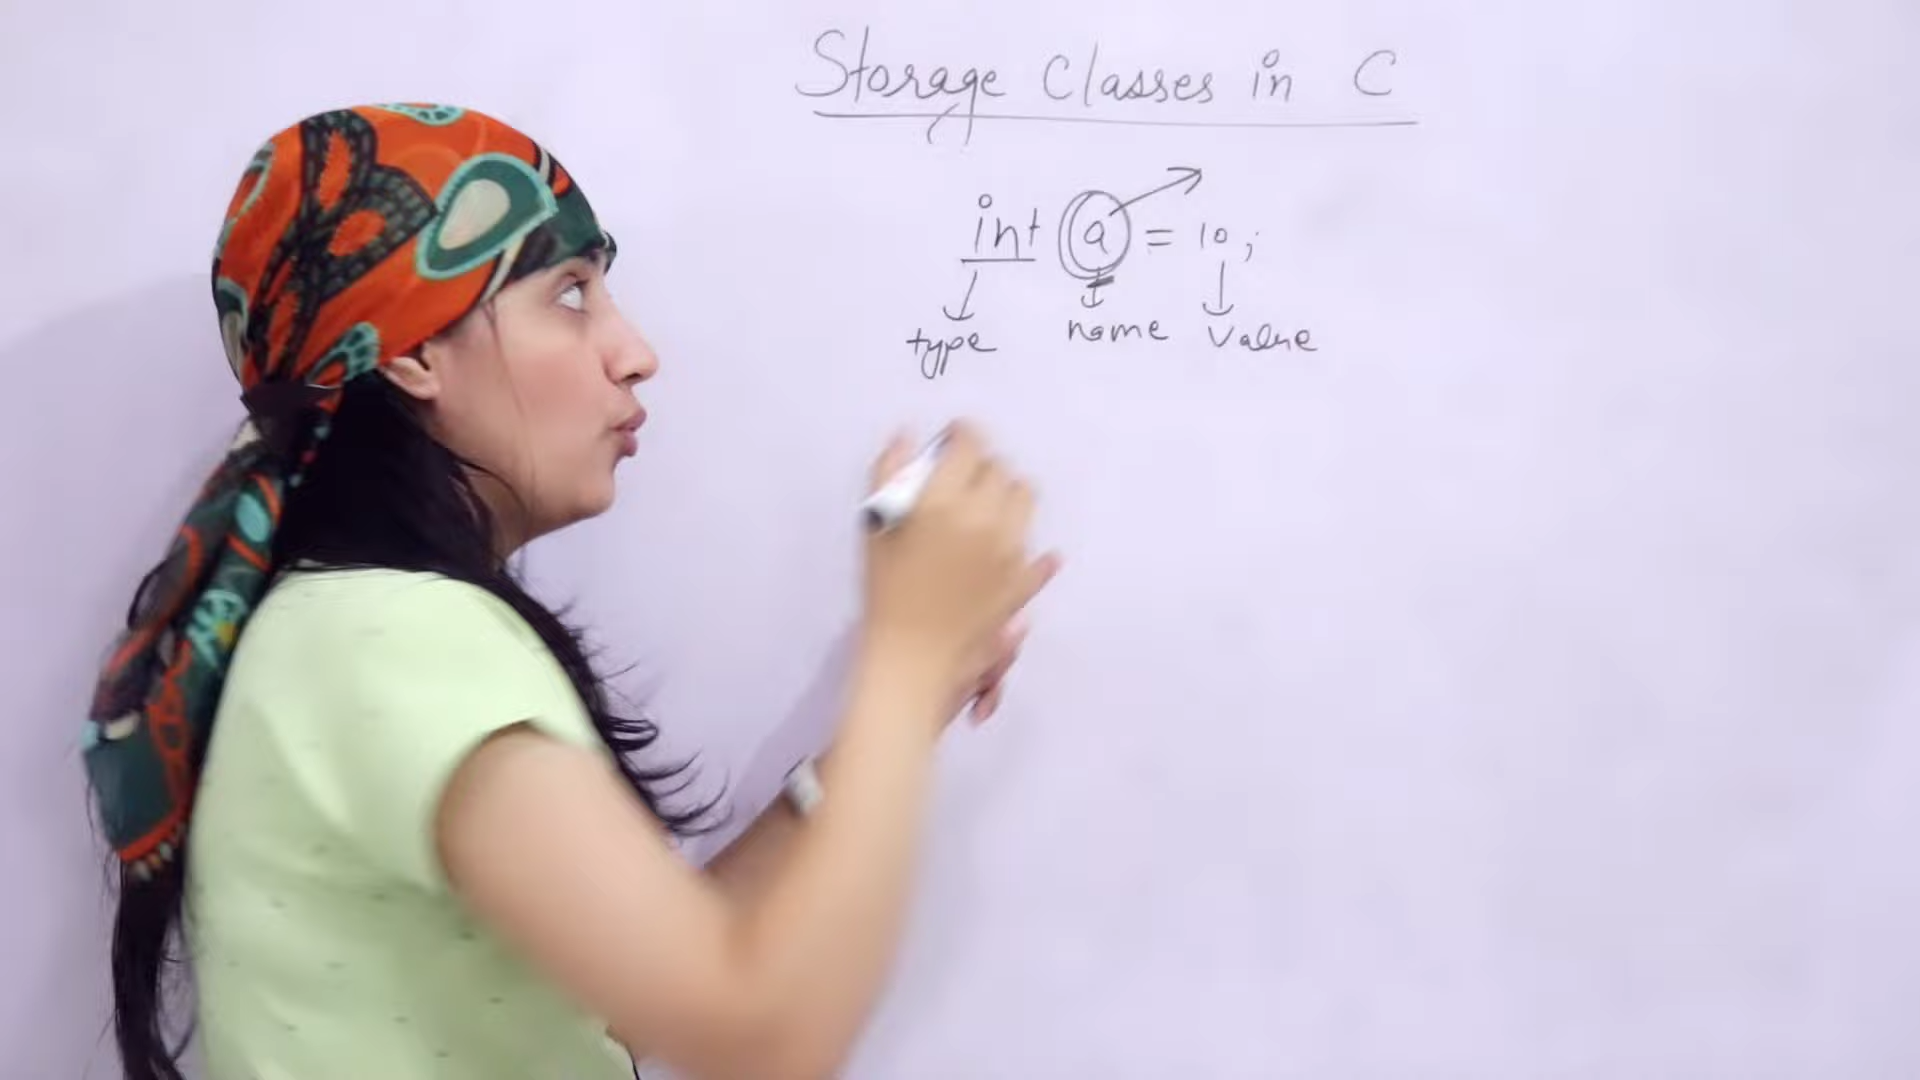 Storage Classes in C
int a = 10;
type name value